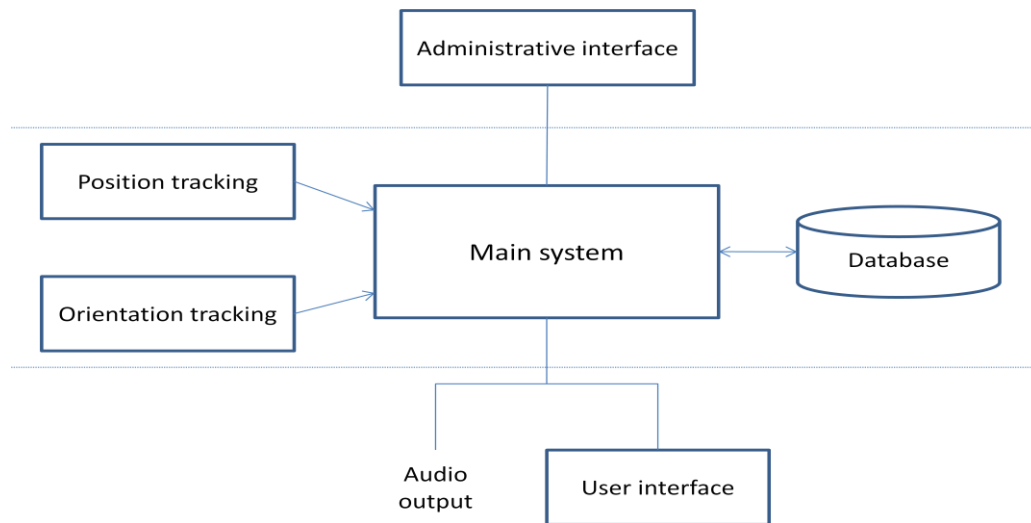 Administrative interface
Position tracking
Main system
Database
Orientation tracking
Audio
output
User interface